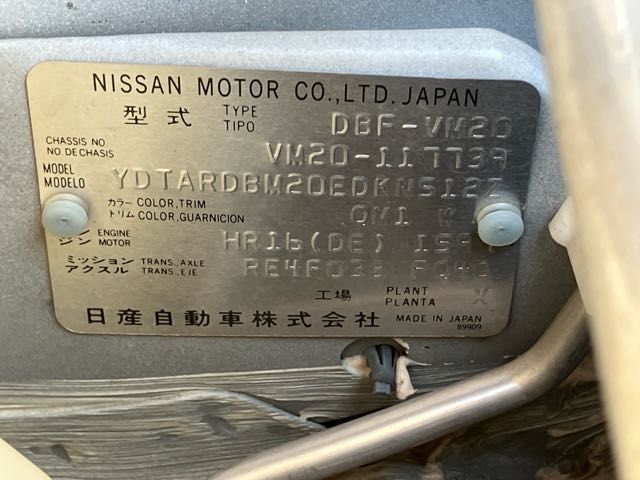 NISSAN MOTOR CO.,LTD. JAPAN
型式 TYPE TIPO DBF-VM20
CHASSIS NO. NO. DE CHASIS VM20-117739
MODEL MODELO YDTARDBM20EDKN512Z
カラー COLOR,TRIM トリム COLOR,GUARNICION QM1
ENGINE ジン MOTOR HR16(DE)
ミッション TRANS.,AXLE アクスル TRANS.,EJE RE4F03B FQ40
工場 PLANT PLANTA X
日産自動車株式会社 MADE IN JAPAN
89909